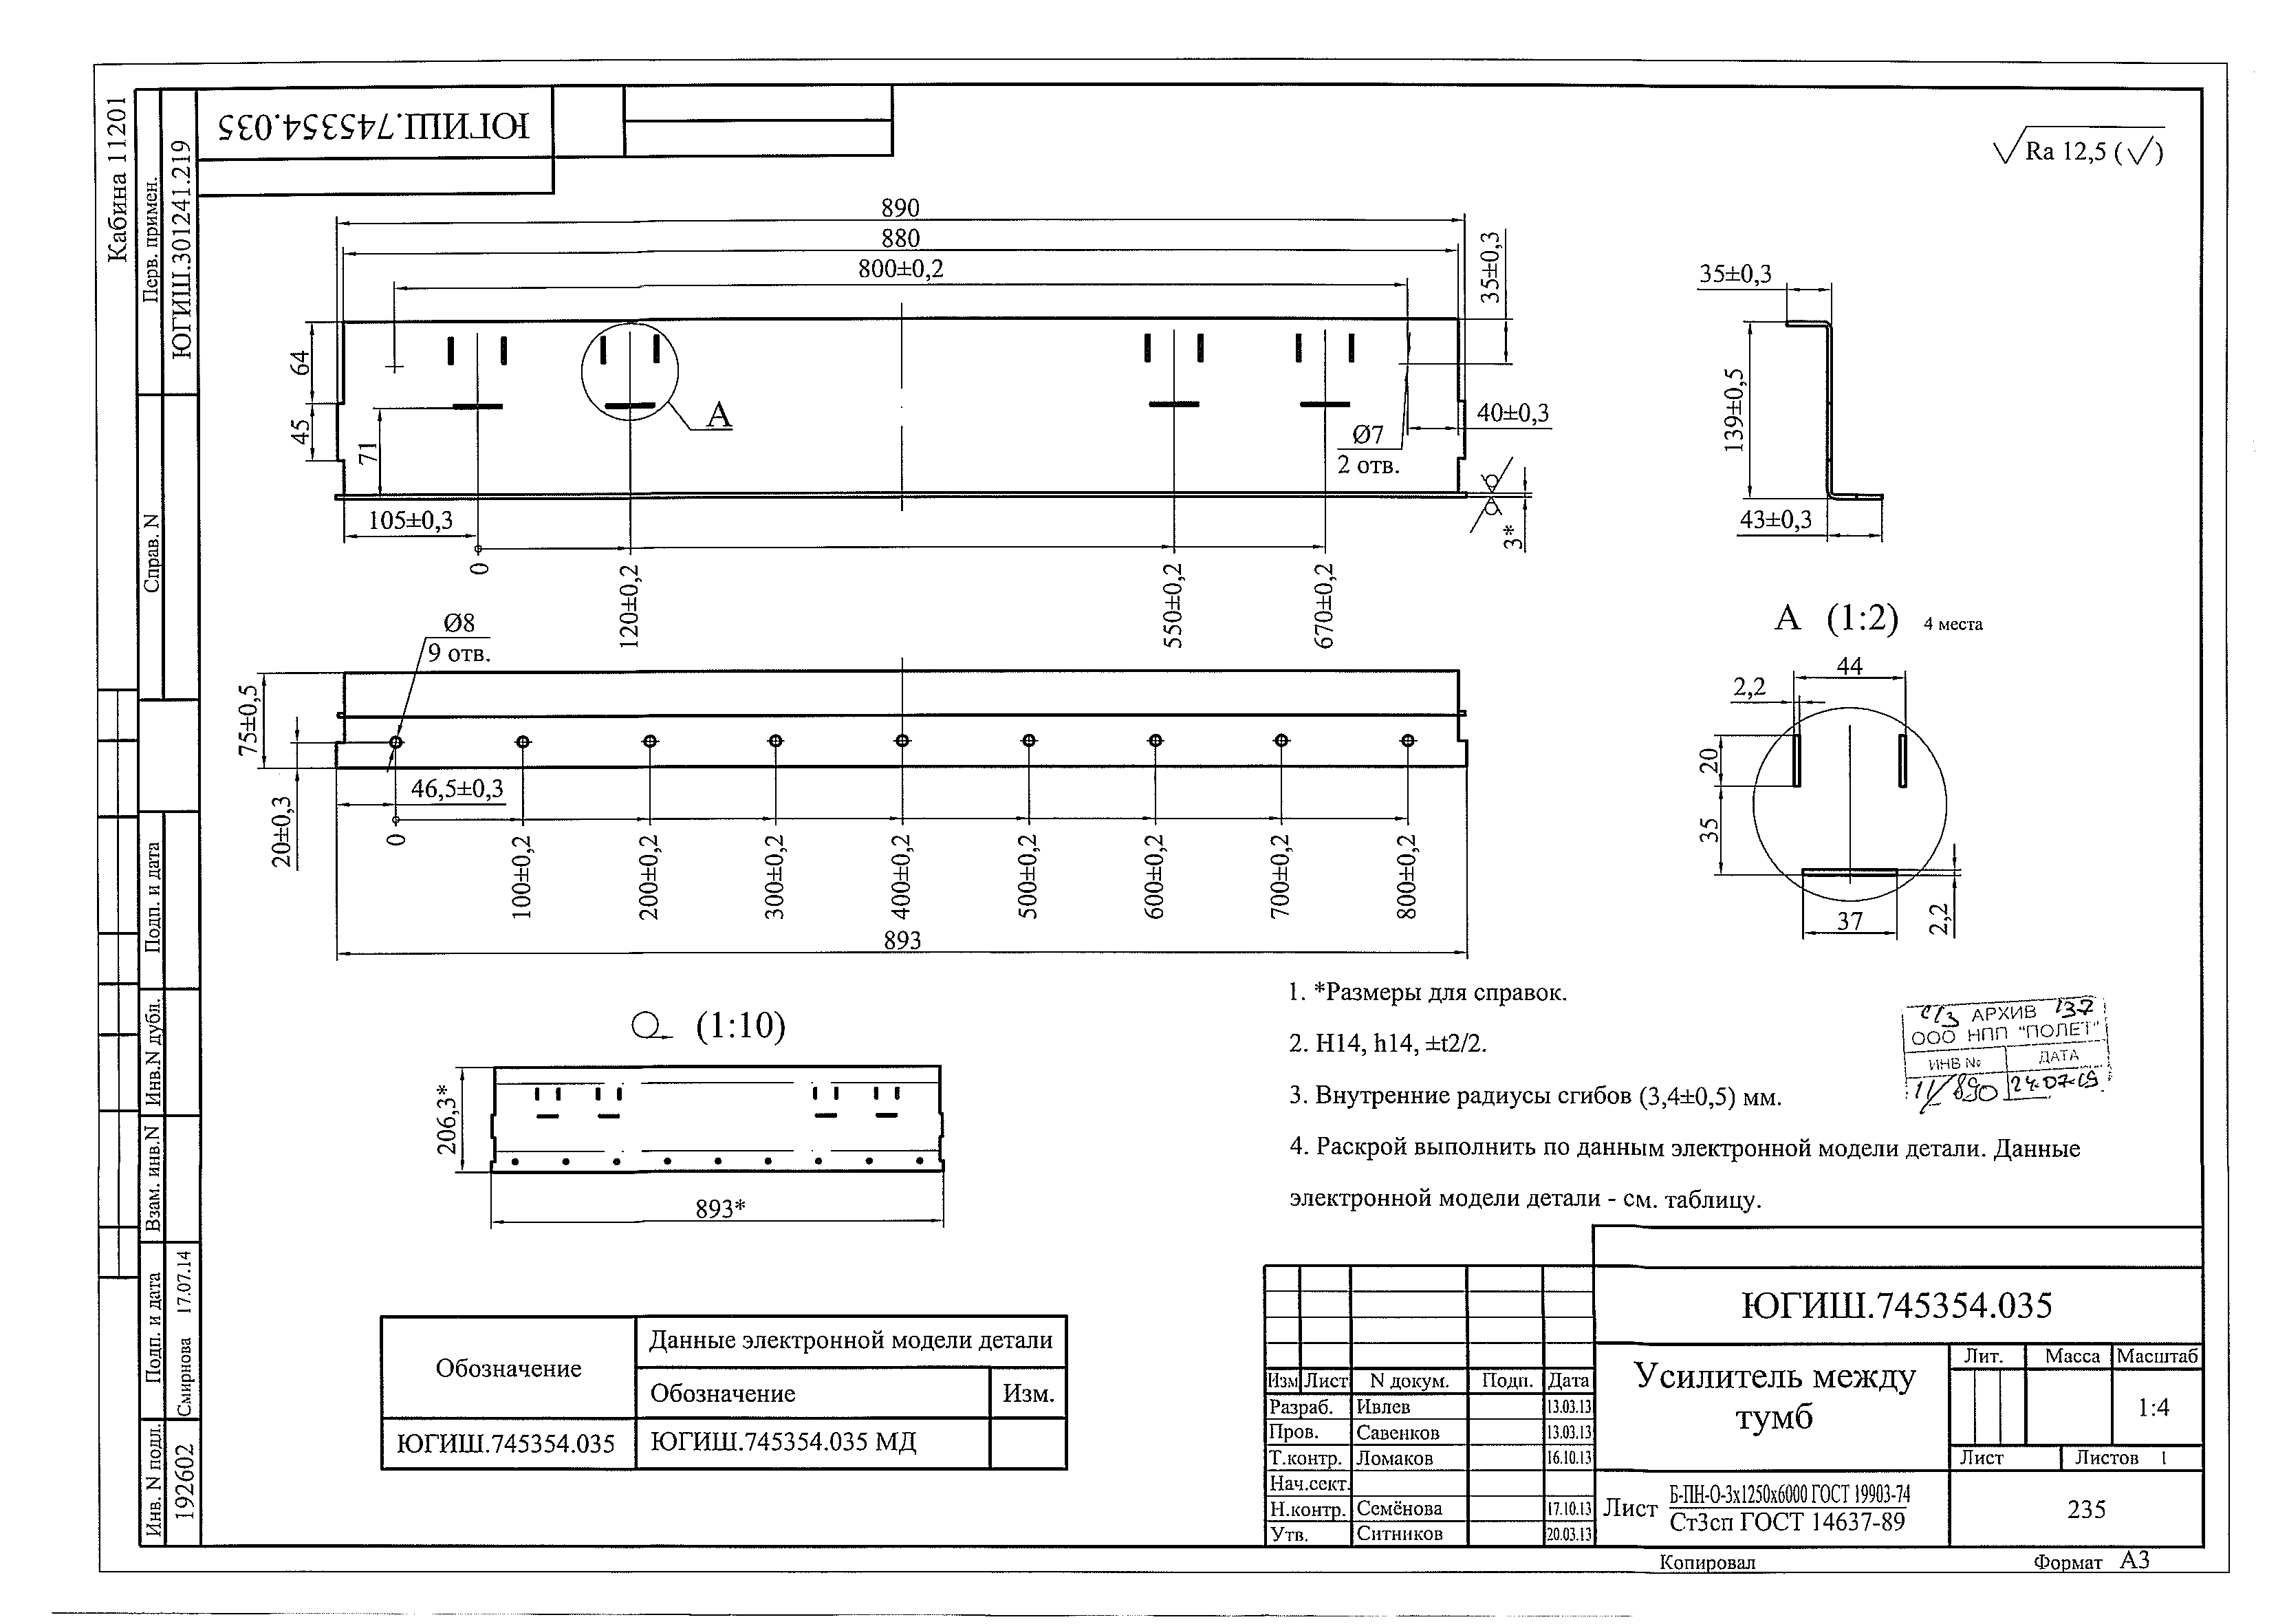 Кабина 11201
Перв. примен.
ЮГИШ.301241.219
Справ. N
Подп. и дата
Инв.N дубл.
Взам. инв.N
Подп. и дата
Смирнова 17.07.14
Инв. N подл.
192602
ЮГИШ.745354.035
Ra 12,5 (√)
890
880
800±0,2
35±0,3
64
45
71
А
Ø7
2 отв.
40±0,3
105±0,3
3*
0
120±0,2
550±0,2
670±0,2
35±0,3
139±0,5
43±0,3
Ø8
9 отв.
75±0,5
20±0,3
46,5±0,3
0
100±0,2
200±0,2
300±0,2
400±0,2
500±0,2
600±0,2
700±0,2
800±0,2
893
А (1:2) 4 места
44
2,2
20
35
37
2,2
(1:10)
206,3*
893*
1. *Размеры для справок.
2. H14, h14, ±t2/2.
3. Внутренние радиусы сгибов (3,4±0,5) мм.
4. Раскрой выполнить по данным электронной модели детали. Данные
электронной модели детали - см. таблицу.
АРХИВ 137
ООО НПП "ПОЛЕТ"
ИНВ № ДАТА
24.07.19
Обозначение
Данные электронной модели детали
Обозначение Изм.
ЮГИШ.745354.035 ЮГИШ.745354.035 МД
ЮГИШ.745354.035
Усилитель между
тумб
Лит. Масса Масштаб
1:4
Лист Листов 1
Изм Лист N докум. Подп. Дата
Разраб. Ивлев 13.03.13
Пров. Савенков 13.03.13
Т.контр. Ломаков 16.10.13
Нач.сект.
Н.контр. Семёнова 17.10.13
Утв. Ситников 20.03.13
Лист Б-ПН-О-3х1250х6000 ГОСТ 19903-74
Ст3сп ГОСТ 14637-89
235
Копировал Формат А3